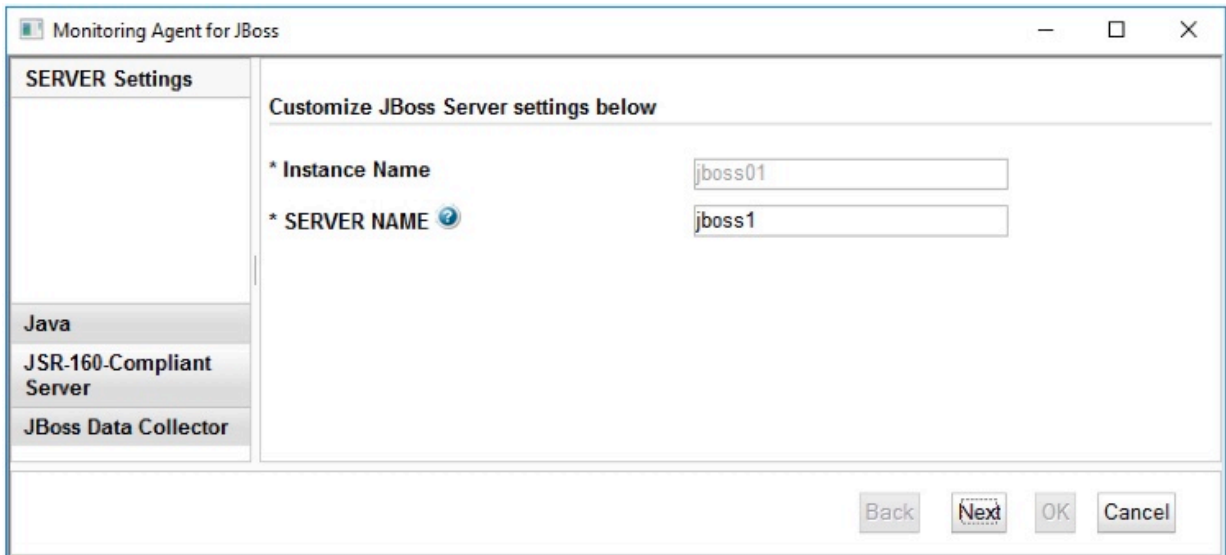 Monitoring Agent for JBoss
SERVER Settings
Customize JBoss Server settings below
* Instance Name
jboss01
* SERVER NAME
jboss1
Java
JSR-160-Compliant
Server
JBoss Data Collector
Back
Next
OK
Cancel